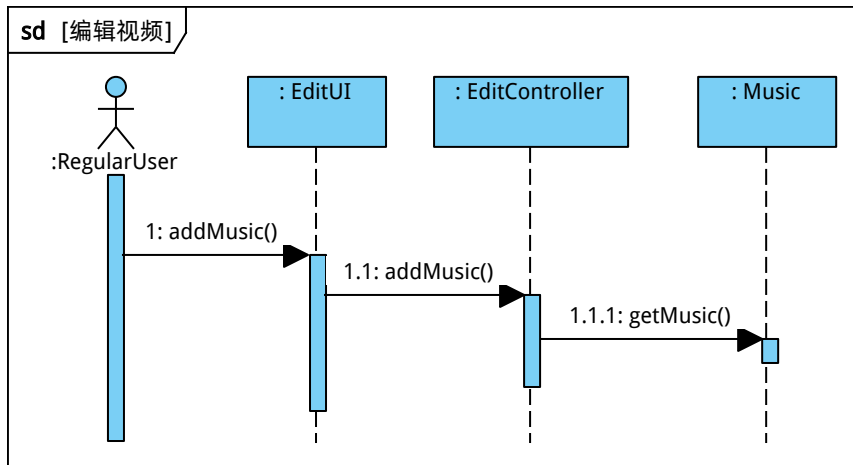 sd [编辑视频]
: EditUI
: EditController
: Music
:RegularUser
1: addMusic()
1.1: addMusic()
1.1.1: getMusic()